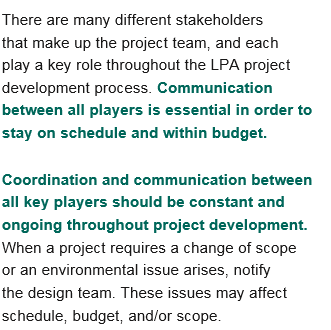 There are many different stakeholders
that make up the project team, and each
play a key role throughout the LPA project
development process. Communication
between all players is essential in order to
stay on schedule and within budget.

Coordination and communication between
all key players should be constant and
ongoing throughout project development.
When a project requires a change of scope
or an environmental issue arises, notify
the design team. These issues may affect
schedule, budget, and/or scope.